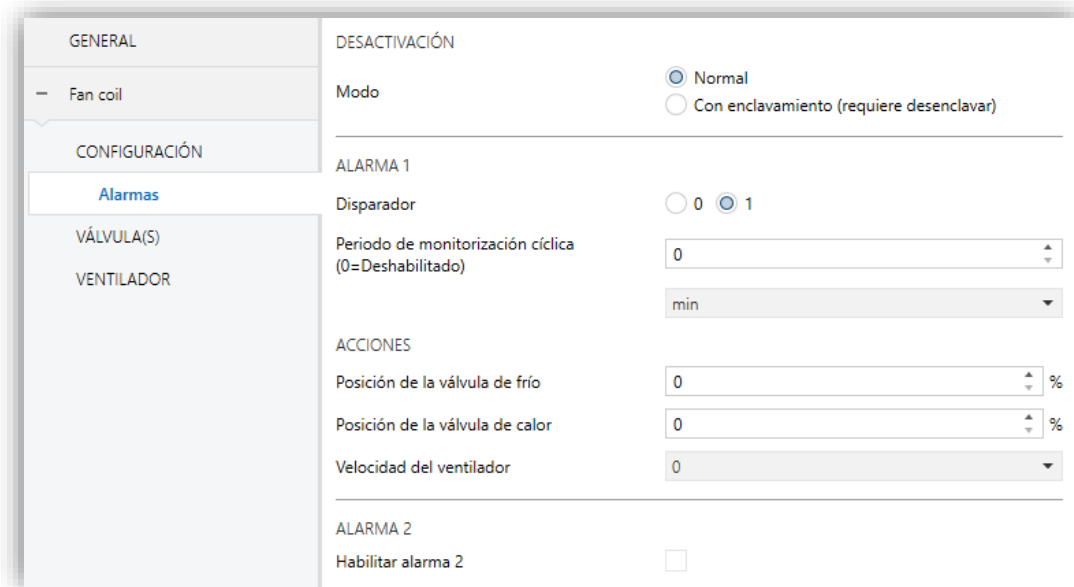 GENERAL
Fan coil
CONFIGURACIÓN
Alarmas
VÁLVULA(S)
VENTILADOR
DESACTIVACIÓN
Modo
Normal
Con enclavamiento (requiere desenclavar)
ALARMA 1
Disparador
0 1
Periodo de monitorización cíclica
(0=Deshabilitado)
0
min
ACCIONES
Posición de la válvula de frío
0 %
Posición de la válvula de calor
0 %
Velocidad del ventilador
0
ALARMA 2
Habilitar alarma 2